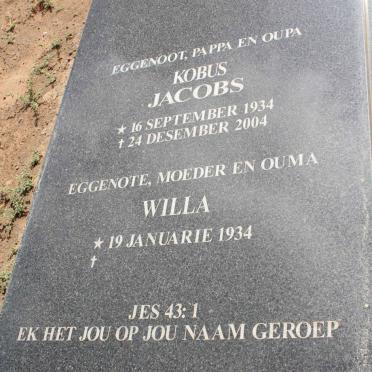 EGGENOOT, PAPPA EN OUPA
KOBUS
JACOBS
★ 16 SEPTEMBER 1934
† 24 DESEMBER 2004
EGGENOTE, MOEDER EN OUMA
WILLA
★ 19 JANUARIE 1934
†
JES 43: 1
EK HET JOU OP JOU NAAM GEROEP